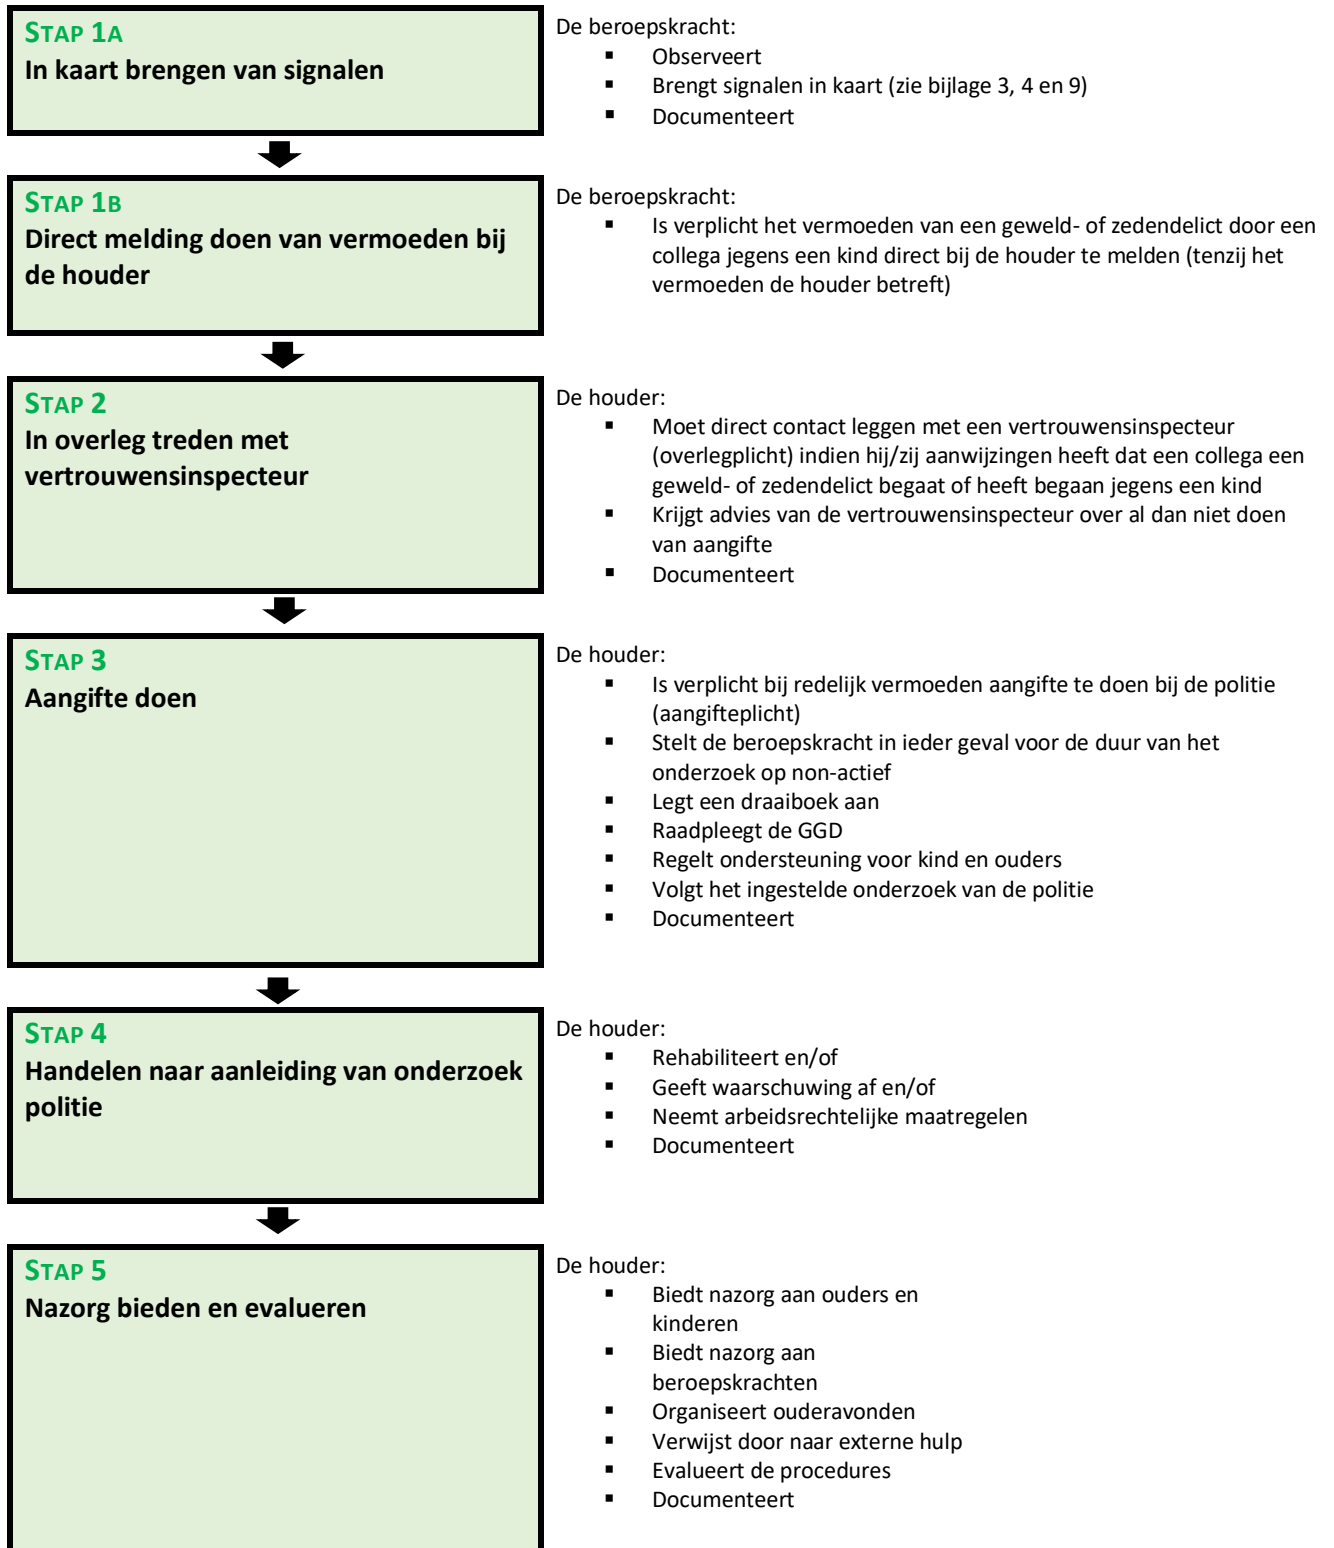 STAP 1A
In kaart brengen van signalen
De beroepskracht:
▪ Observeert
▪ Brengt signalen in kaart (zie bijlage 3, 4 en 9)
▪ Documenteert
STAP 1B
Direct melding doen van vermoeden bij
de houder
De beroepskracht:
▪ Is verplicht het vermoeden van een geweld- of zedendelict door een
collega jegens een kind direct bij de houder te melden (tenzij het
vermoeden de houder betreft)
STAP 2
In overleg treden met
vertrouwensinspecteur
De houder:
▪ Moet direct contact leggen met een vertrouwensinspecteur
(overlegplicht) indien hij/zij aanwijzingen heeft dat een collega een
geweld- of zedendelict begaat of heeft begaan jegens een kind
▪ Krijgt advies van de vertrouwensinspecteur over al dan niet doen
van aangifte
▪ Documenteert
STAP 3
Aangifte doen
De houder:
▪ Is verplicht bij redelijk vermoeden aangifte te doen bij de politie
(aangifteplicht)
▪ Stelt de beroepskracht in ieder geval voor de duur van het
onderzoek op non-actief
▪ Legt een draaiboek aan
▪ Raadpleegt de GGD
▪ Regelt ondersteuning voor kind en ouders
▪ Volgt het ingestelde onderzoek van de politie
▪ Documenteert
STAP 4
Handelen naar aanleiding van onderzoek
politie
De houder:
▪ Rehabiliteert en/of
▪ Geeft waarschuwing af en/of
▪ Neemt arbeidsrechtelijke maatregelen
▪ Documenteert
STAP 5
Nazorg bieden en evalueren
De houder:
▪ Biedt nazorg aan ouders en
kinderen
▪ Biedt nazorg aan
beroepskrachten
▪ Organiseert ouderavonden
▪ Verwijst door naar externe hulp
▪ Evalueert de procedures
▪ Documenteert